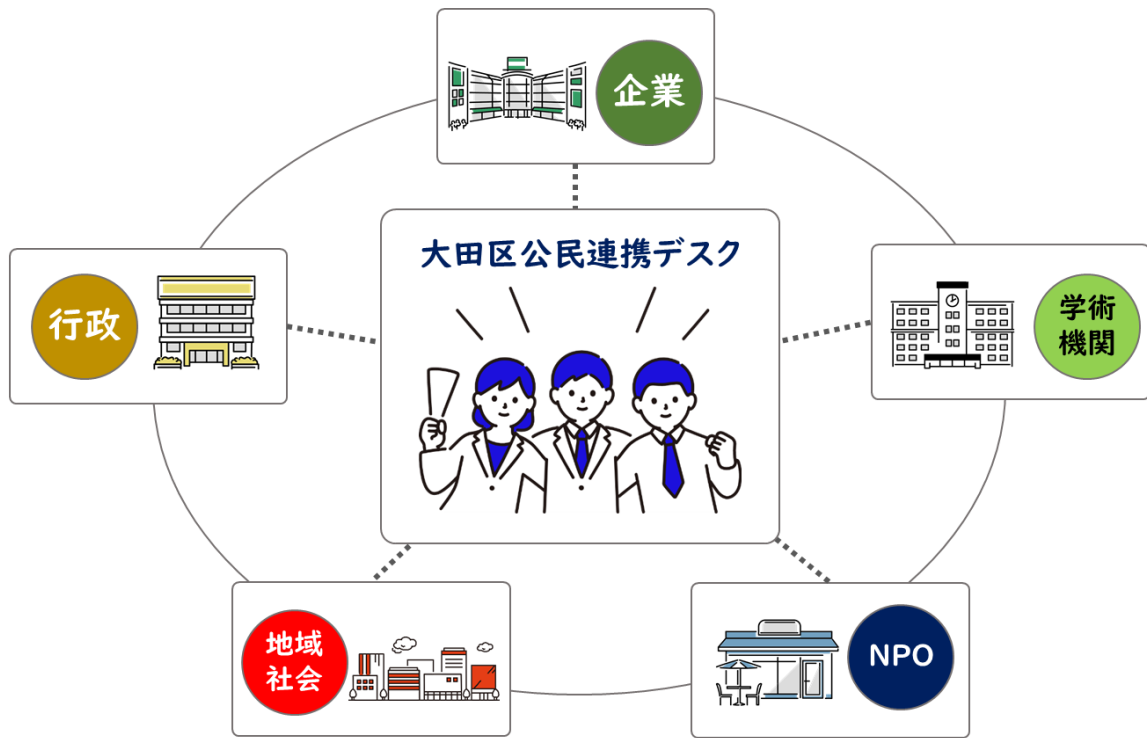 企業
大田区公民連携デスク
行政
学術
機関
地域
社会
NPO